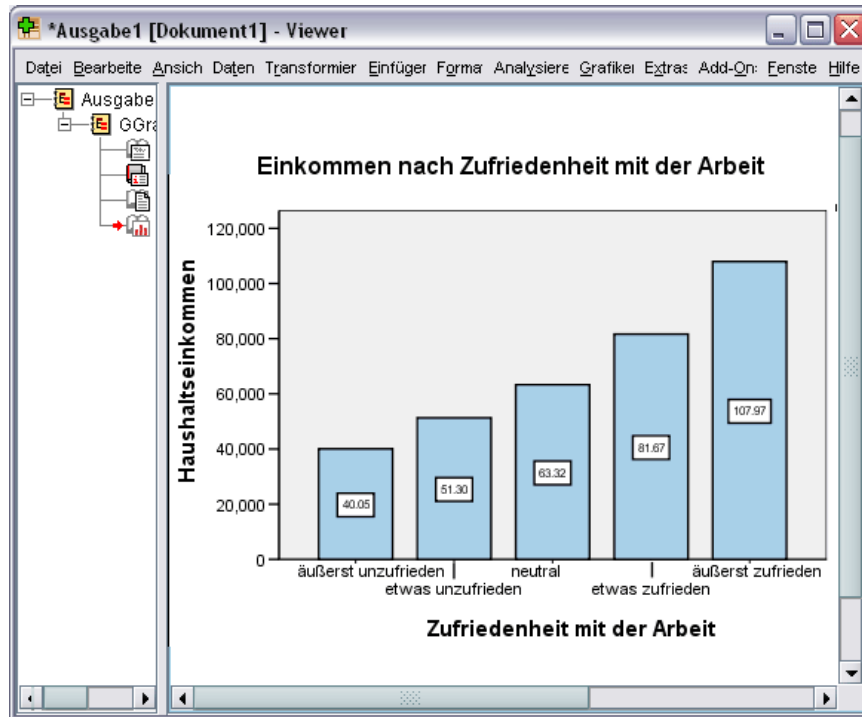 *Ausgabe1 [Dokument1] - Viewer
Datei Bearbeite Ansich Daten Transformier Einfüger Forma Analysiere Grafiker Extras Add-On: Fenste Hilfe
Ausgabe
GGra
Einkommen nach Zufriedenheit mit der Arbeit
120,000
100,000
80,000
60,000
40,000
20,000
0
Haushaltseinkommen
40.05
51.30
63.32
81.67
107.97
äußerst unzufrieden
etwas unzufrieden
neutral
etwas zufrieden
äußerst zufrieden
Zufriedenheit mit der Arbeit